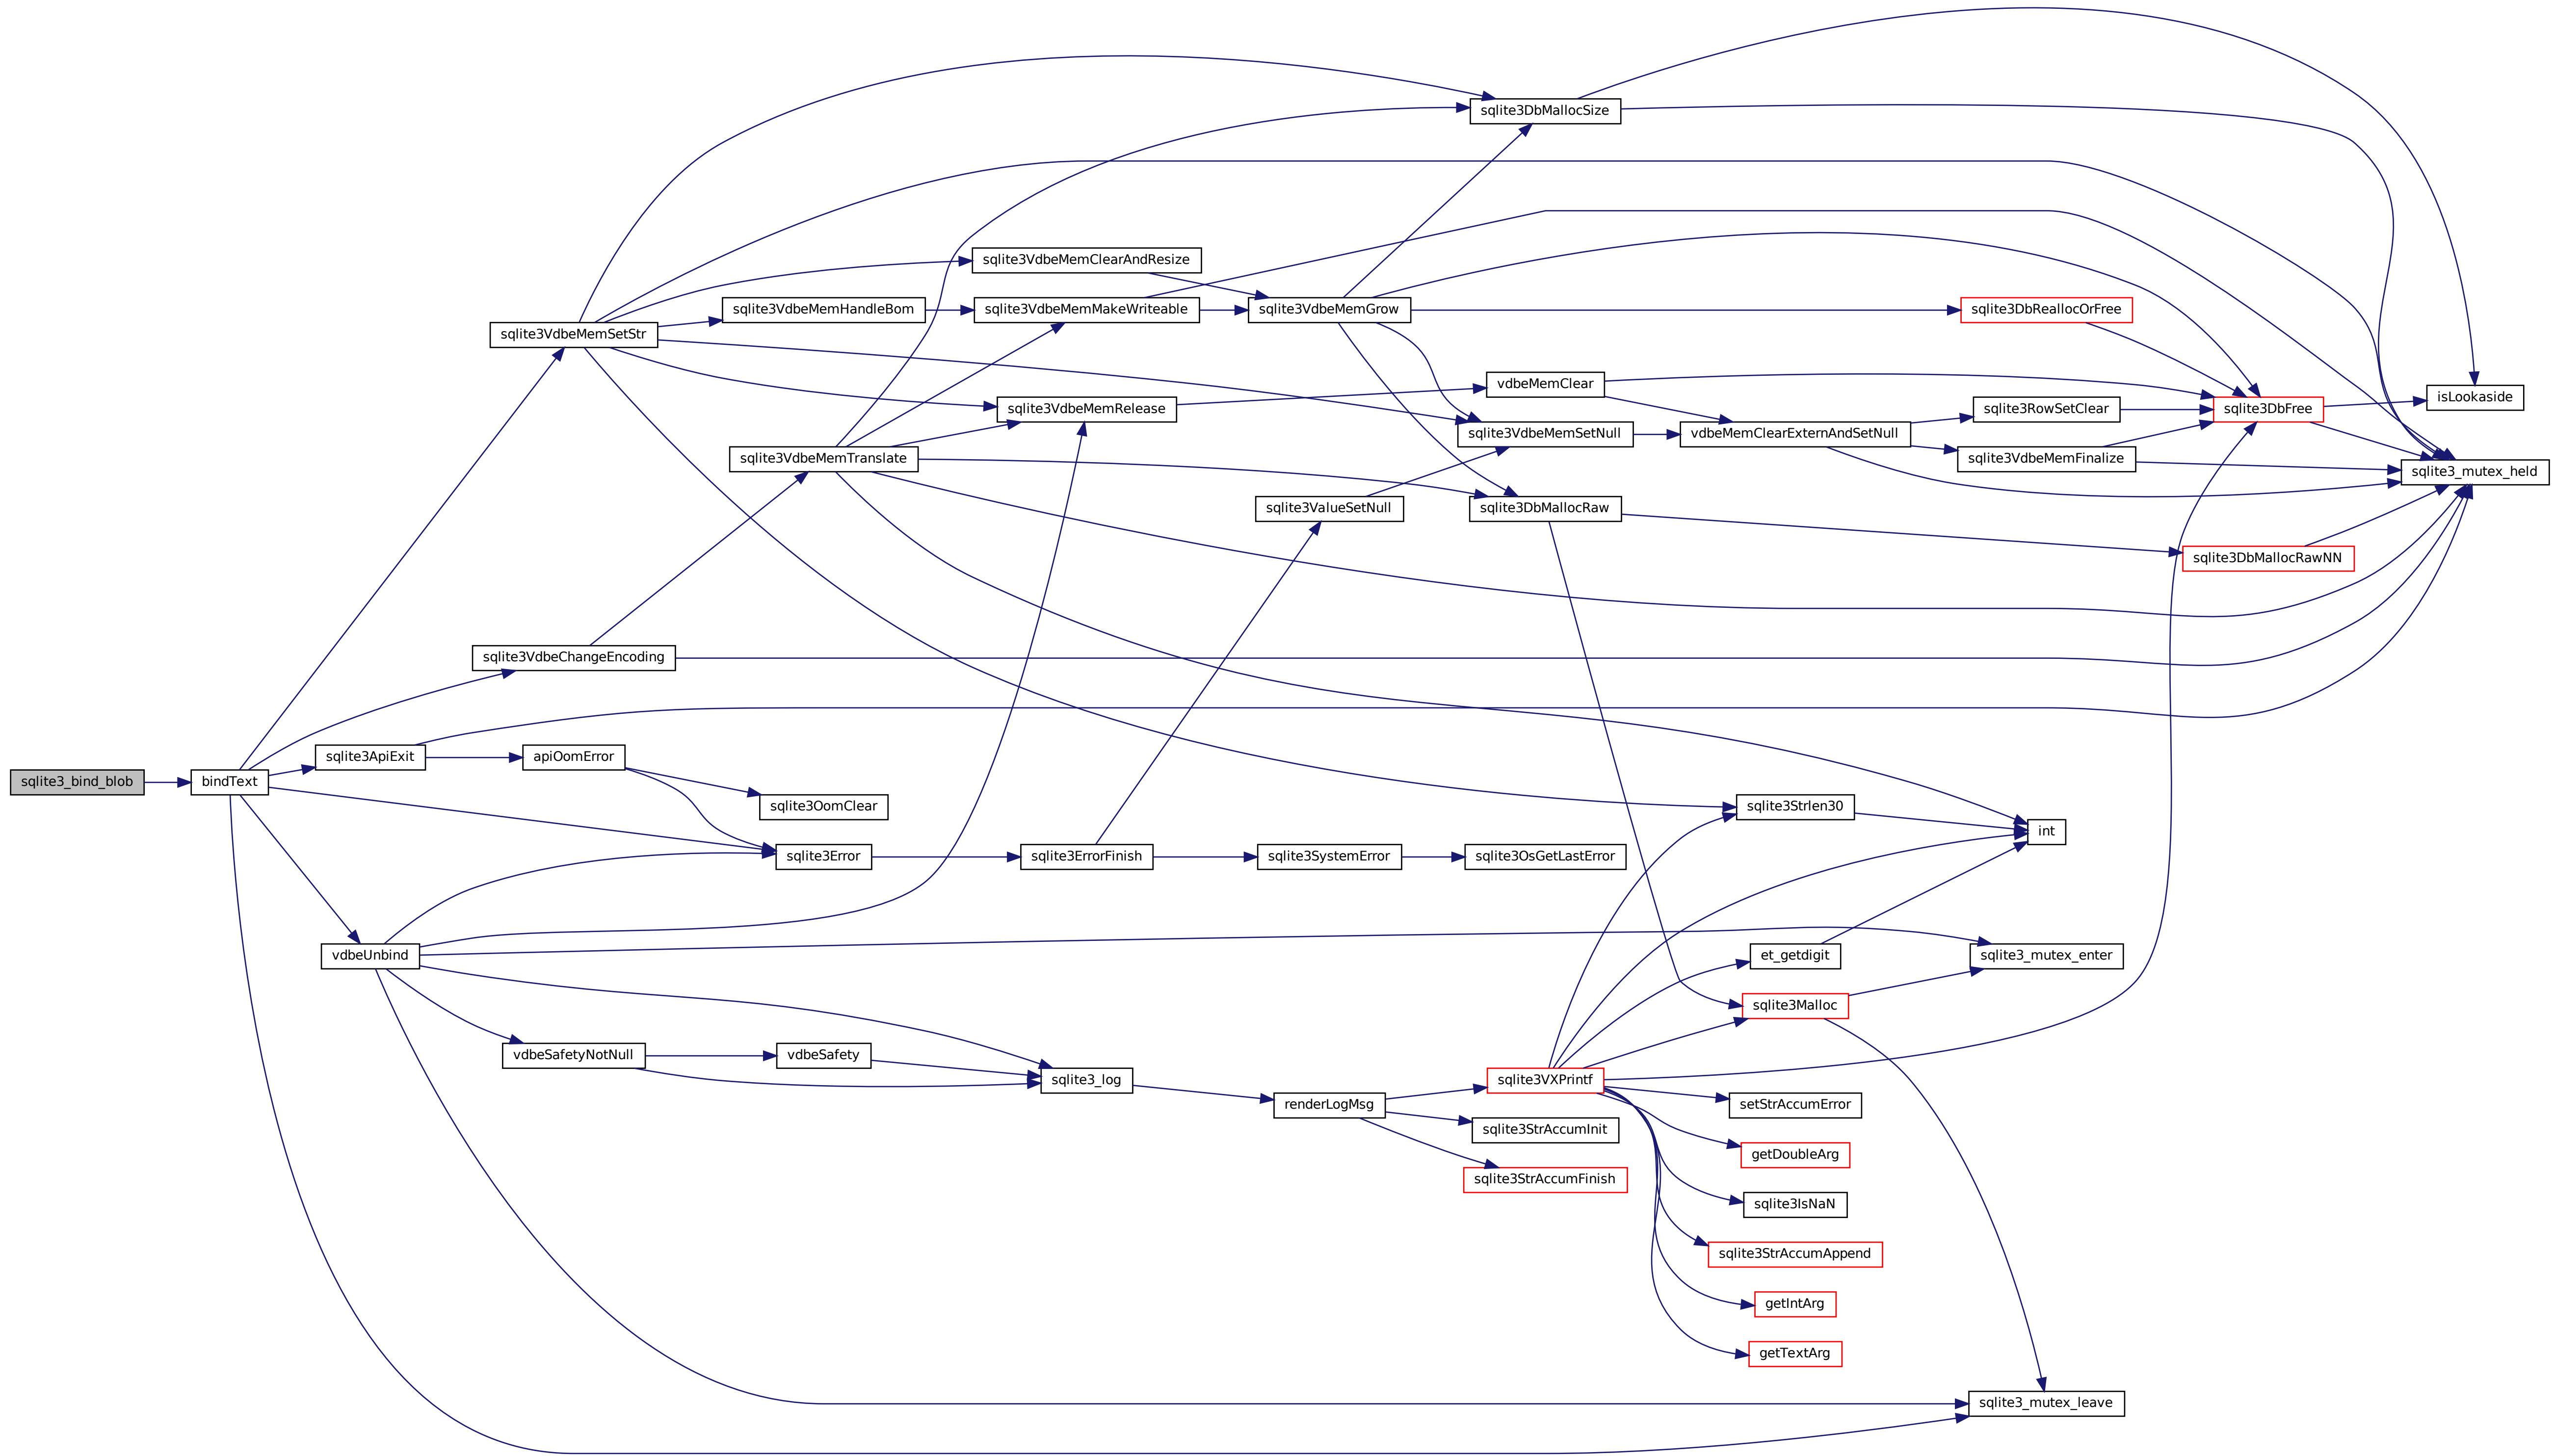 sqlite3_bind_blob
bindText
sqlite3VdbeMemSetStr
sqlite3VdbeChangeEncoding
sqlite3ApiExit
vdbeUnbind
sqlite3VdbeMemHandleBom
sqlite3VdbeMemTranslate
apiOomError
sqlite3OomClear
sqlite3Error
vdbeSafetyNotNull
vdbeSafety
sqlite3VdbeMemClearAndResize
sqlite3VdbeMemMakeWriteable
sqlite3VdbeMemRelease
sqlite3ErrorFinish
sqlite3_log
sqlite3VdbeMemGrow
sqlite3ValueSetNull
sqlite3SystemError
renderLogMsg
sqlite3DbMallocSize
vdbeMemClear
sqlite3VdbeMemSetNull
sqlite3DbMallocRaw
sqlite3OsGetLastError
sqlite3VXPrintf
sqlite3StrAccumInit
sqlite3StrAccumFinish
vdbeMemClearExternAndSetNull
sqlite3Strlen30
et_getdigit
sqlite3Malloc
setStrAccumError
getDoubleArg
sqlite3IsNaN
sqlite3StrAccumAppend
getIntArg
getTextArg
sqlite3DbReallocOrFree
sqlite3RowSetClear
sqlite3VdbeMemFinalize
int
sqlite3_mutex_enter
sqlite3_mutex_leave
sqlite3DbFree
sqlite3DbMallocRawNN
isLookaside
sqlite3_mutex_held